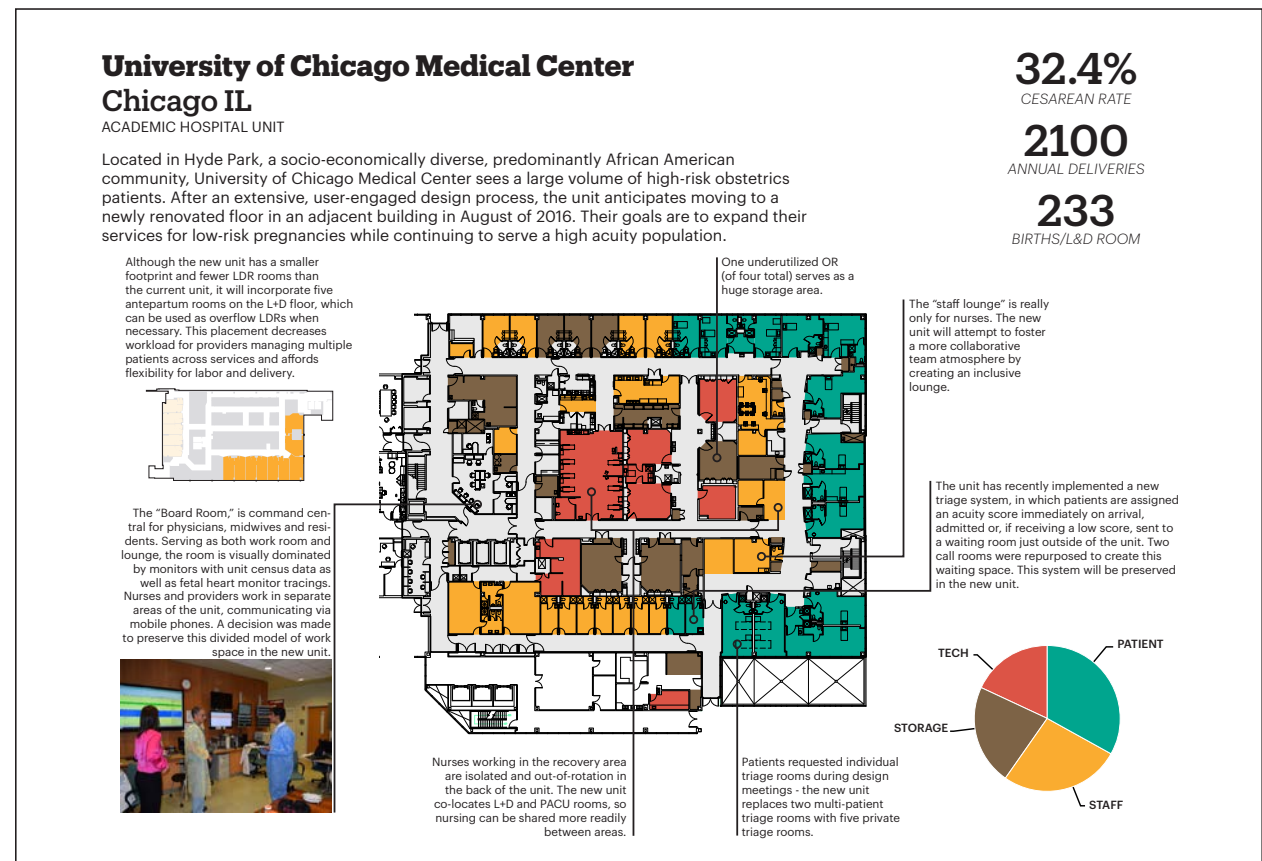 University of Chicago Medical Center
Chicago IL
ACADEMIC HOSPITAL UNIT
Located in Hyde Park, a socio-economically diverse, predominantly African American
community, University of Chicago Medical Center sees a large volume of high-risk obstetrics
patients. After an extensive, user-engaged design process, the unit anticipates moving to a
newly renovated floor in an adjacent building in August of 2016. Their goals are to expand their
services for low-risk pregnancies while continuing to serve a high acuity population.
32.4%
CESAREAN RATE
2100
ANNUAL DELIVERIES
233
BIRTHS/L&D ROOM
Although the new unit has a smaller
footprint and fewer LDR rooms than
the current unit, it will incorporate five
antepartum rooms on the L+D floor, which
can be used as overflow LDRs when
necessary. This placement decreases
workload for providers managing multiple
patients across services and affords
flexibility for labor and delivery.
One underutilized OR
(of four total) serves as a
huge storage area.
The “staff lounge” is really
only for nurses. The new
unit will attempt to foster
a more collaborative
team atmosphere by
creating an inclusive
lounge.
The unit has recently implemented a new
triage system, in which patients are assigned
an acuity score immediately on arrival,
admitted or, if receiving a low score, sent to
a waiting room just outside of the unit. Two
call rooms were repurposed to create this
waiting space. This system will be preserved
in the new unit.
The “Board Room,” is command cen-
tral for physicians, midwives and resi-
dents. Serving as both work room and
lounge, the room is visually dominated
by monitors with unit census data as
well as fetal heart monitor tracings.
Nurses and providers work in separate
areas of the unit, communicating via
mobile phones. A decision was made
to preserve this divided model of work
space in the new unit.
Nurses working in the recovery area
are isolated and out-of-rotation in
the back of the unit. The new unit
co-locates L+D and PACU rooms, so
nursing can be shared more readily
between areas.
Patients requested individual
triage rooms during design
meetings - the new unit
replaces two multi-patient
triage rooms with five private
triage rooms.
TECH
PATIENT
STORAGE
STAFF